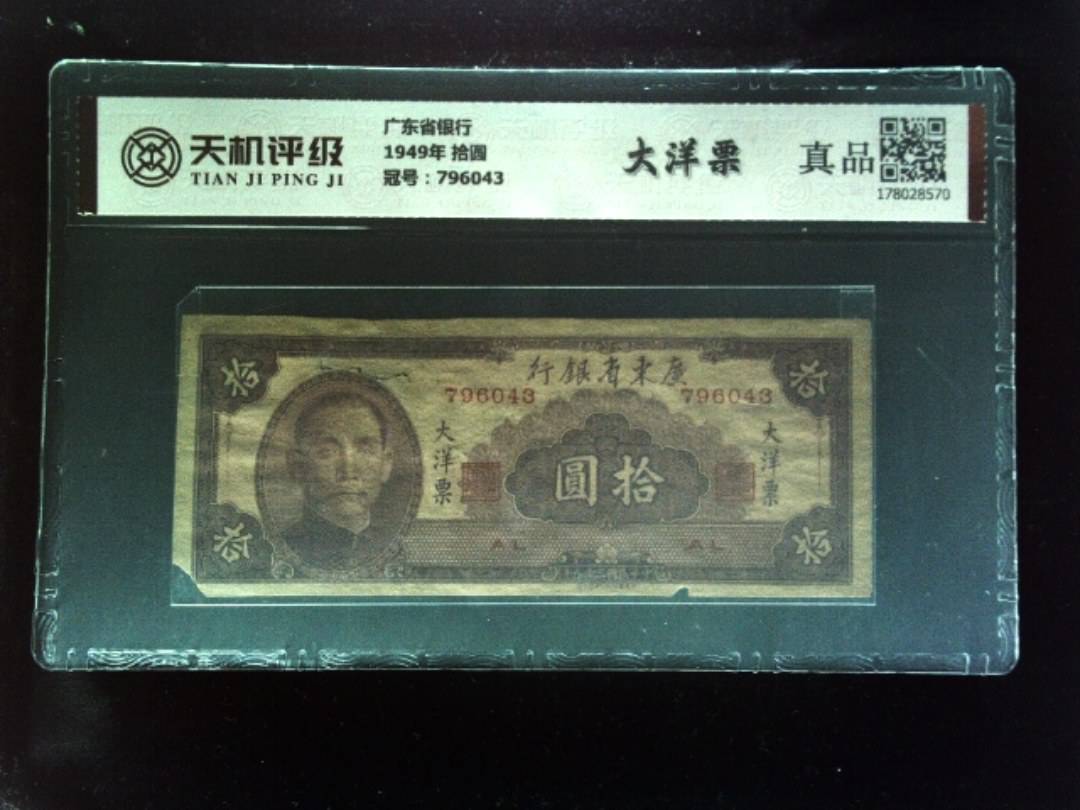 天机评级
TIAN JI PING JI
广东省银行
1949年 拾圆
冠号：796043
大洋票
真品
178028570
拾
行銀省東廣
拾
796043
796043
大洋票
圓拾
大洋票
拾
AL
AL
拾